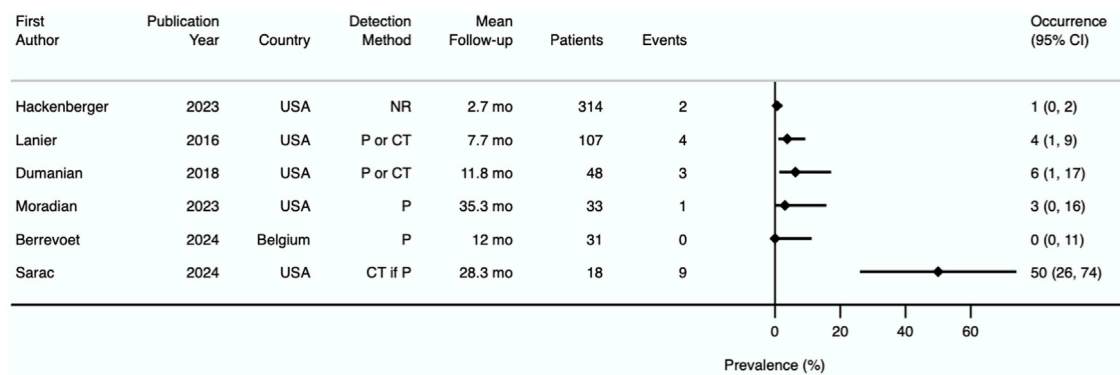 First Publication Detection Mean Occurrence
Author Year Country Method Follow-up Patients Events (95% CI)
Hackenberger 2023 USA NR 2.7 mo 314 2 1 (0, 2)
Lanier 2016 USA P or CT 7.7 mo 107 4 4 (1, 9)
Dumanian 2018 USA P or CT 11.8 mo 48 3 6 (1, 17)
Moradian 2023 USA P 35.3 mo 33 1 3 (0, 16)
Berrevoet 2024 Belgium P 12 mo 31 0 0 (0, 11)
Sarac 2024 USA CT if P 28.3 mo 18 9 50 (26, 74)
0 20 40 60
Prevalence (%)